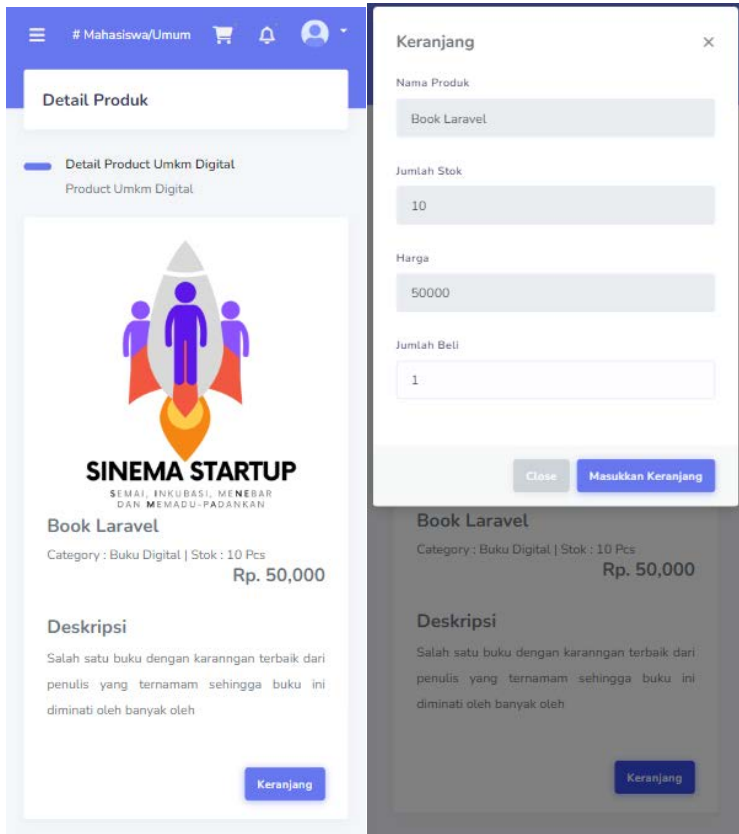 # Mahasiswa/Umum
Detail Produk
Detail Product Umkm Digital
Product Umkm Digital
SINEMA STARTUP
SEMAI, INKUBASI, MENEBAR
DAN MEMADU-PADANKAN
Book Laravel
Category : Buku Digital | Stok : 10 Pcs
Rp. 50,000
Deskripsi
Salah satu buku dengan karanngan terbaik dari
penulis yang ternamam sehingga buku ini
diminati oleh banyak oleh
Keranjang
Keranjang
Nama Produk
Book Laravel
Jumlah Stok
10
Harga
50000
Jumlah Beli
1
Close
Masukkan Keranjang
Book Laravel
Category : Buku Digital | Stok : 10 Pcs
Rp. 50,000
Deskripsi
Salah satu buku dengan karanngan terbaik dari
penulis yang ternamam sehingga buku ini
diminati oleh banyak oleh
Keranjang